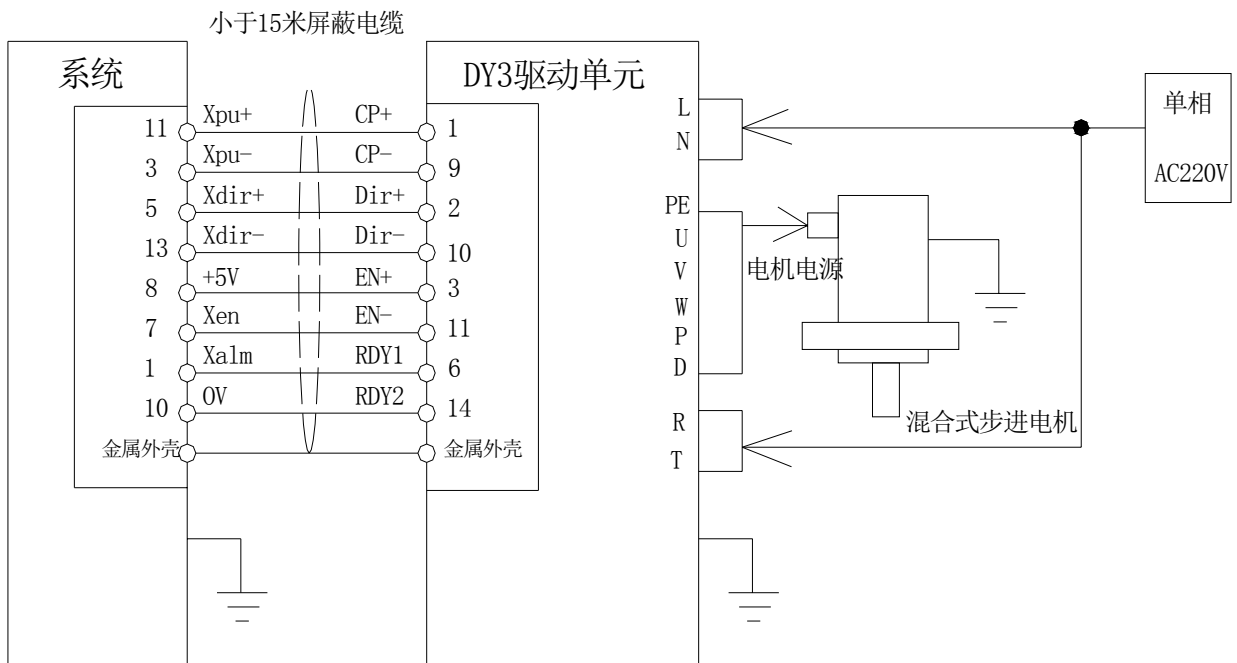 小于15米屏蔽电缆
系统
DY3驱动单元
11 Xpu+ CP+ 1
3 Xpu- CP- 9
5 Xdir+ Dir+ 2
13 Xdir- Dir- 10
8 +5V EN+ 3
7 Xen EN- 11
1 Xalm RDY1 6
10 0V RDY2 14
金属外壳 金属外壳
L
N
PE
U
V
W
P
D
R
T
电机电源
混合式步进电机
单相
AC220V